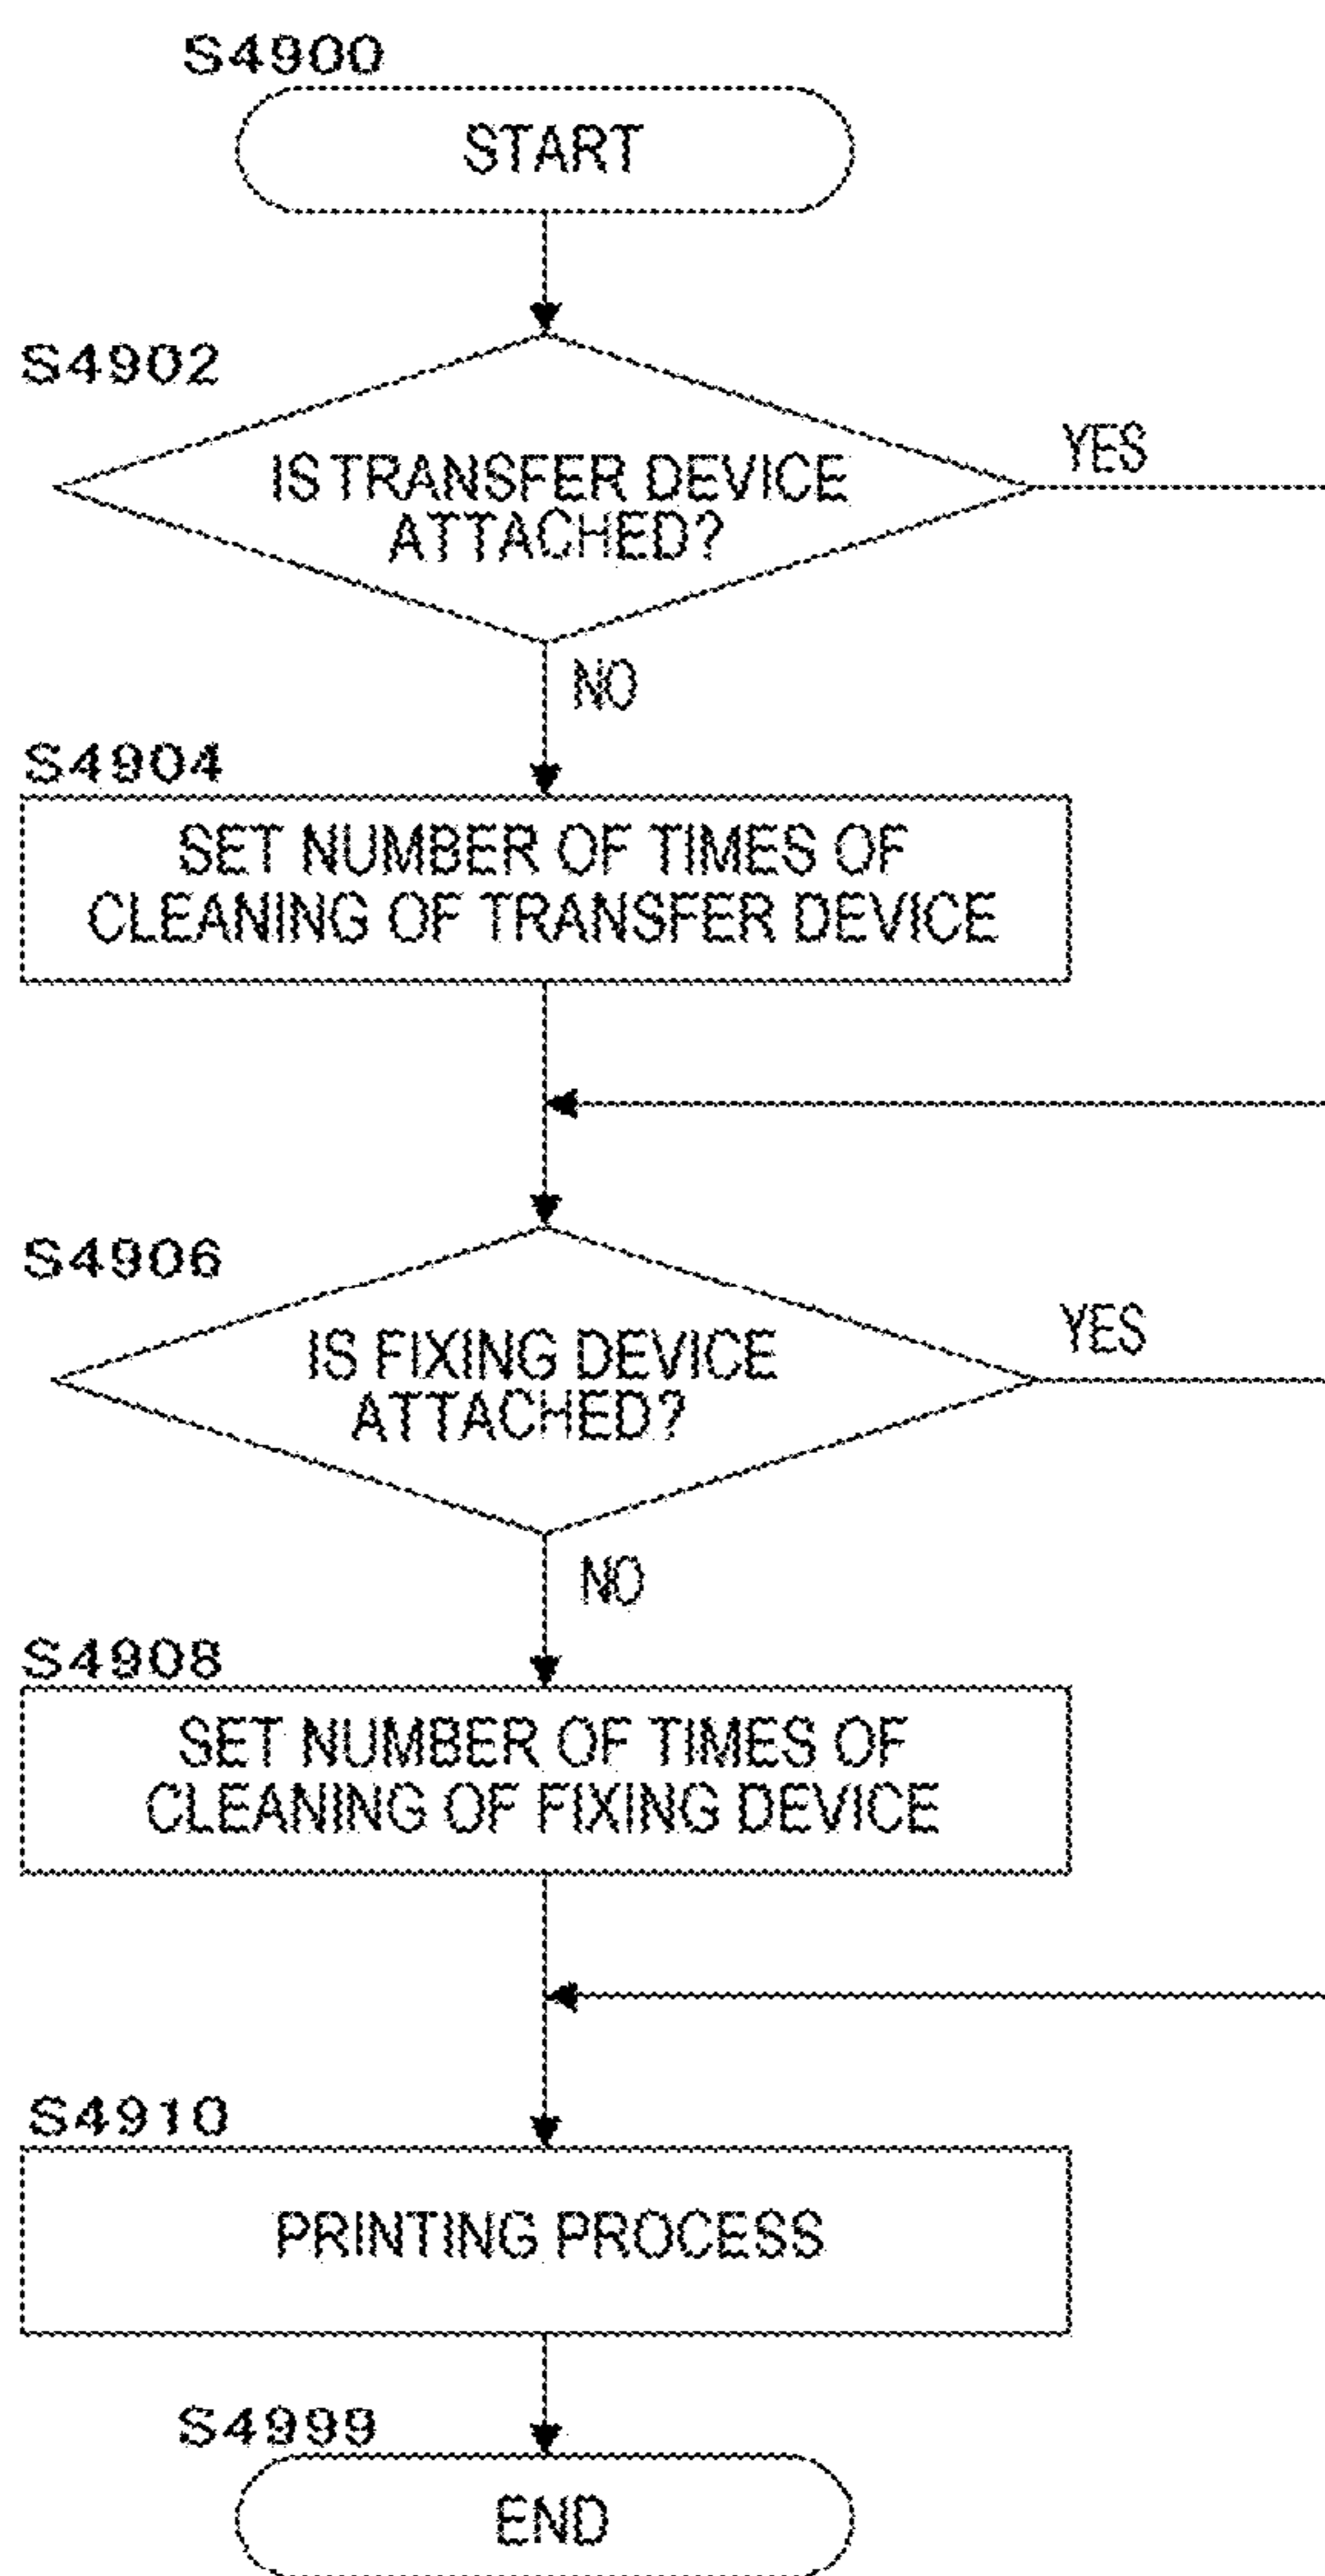 S4900
START
S4902
IS TRANSFER DEVICE
ATTACHED?
YES
NO
S4904
SET NUMBER OF TIMES OF
CLEANING OF TRANSFER DEVICE
S4906
IS FIXING DEVICE
ATTACHED?
YES
NO
S4908
SET NUMBER OF TIMES OF
CLEANING OF FIXING DEVICE
S4910
PRINTING PROCESS
S4999
END